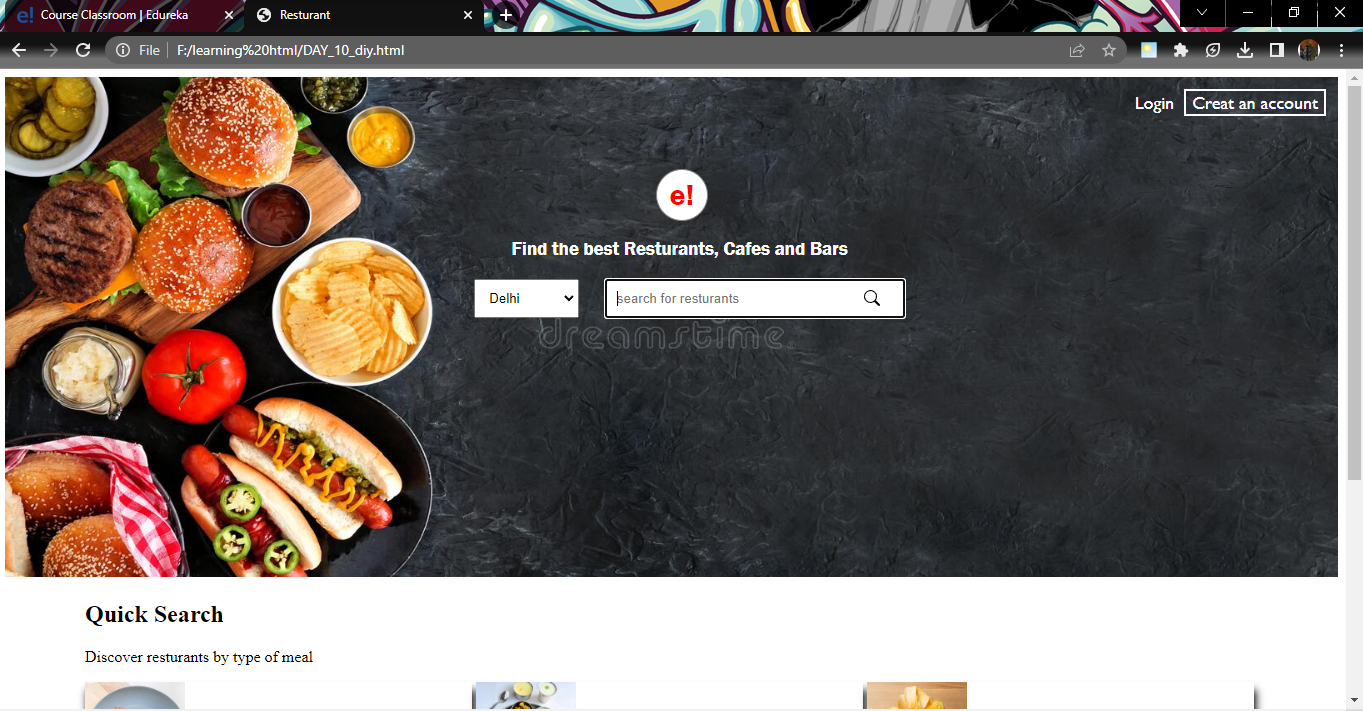 e! Course Classroom | Edureka
Resturant
File F:/learning%20html/DAY_10_diy.html
Login Creat an account
e!
Find the best Resturants, Cafes and Bars
Delhi search for resturants
dreamstime
Quick Search
Discover resturants by type of meal